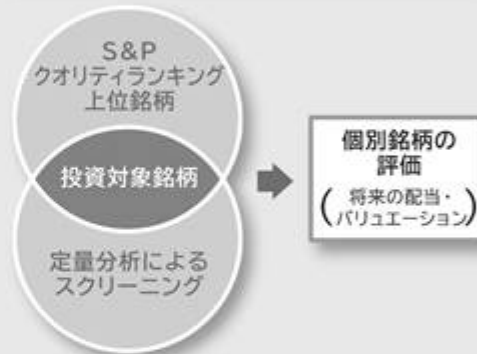 S&P
クオリティランキング
上位銘柄
投資対象銘柄
定量分析による
スクリーニング
個別銘柄の
評価
(将来の配当・
バリュエーション)